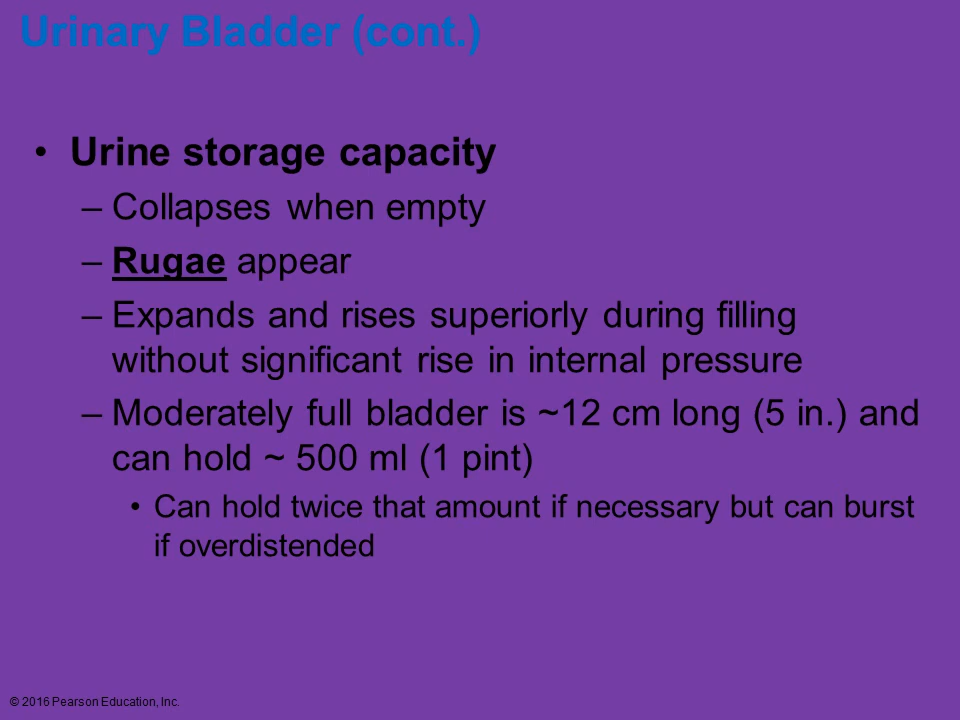 Urinary Bladder (cont.)
• Urine storage capacity
– Collapses when empty
– Rugae appear
– Expands and rises superiorly during filling
without significant rise in internal pressure
– Moderately full bladder is ~12 cm long (5 in.) and
can hold ~ 500 ml (1 pint)
• Can hold twice that amount if necessary but can burst
if overdistended
© 2016 Pearson Education, Inc.